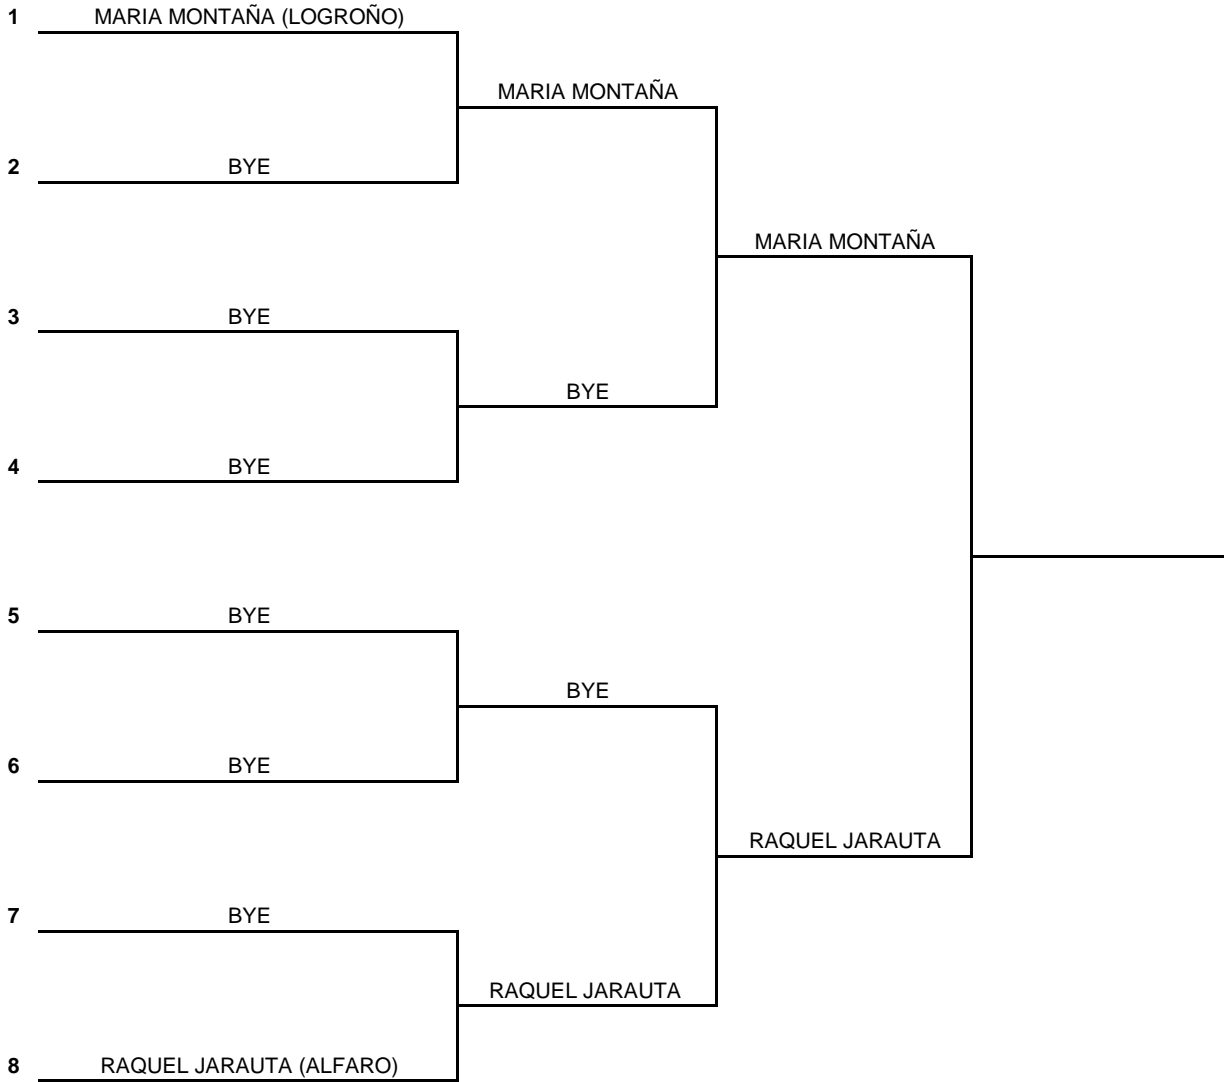 1 MARIA MONTAÑA (LOGROÑO)
MARIA MONTAÑA
2 BYE
MARIA MONTAÑA
3 BYE
BYE
4 BYE
5 BYE
BYE
6 BYE
RAQUEL JARAUTA
7 BYE
RAQUEL JARAUTA
8 RAQUEL JARAUTA (ALFARO)